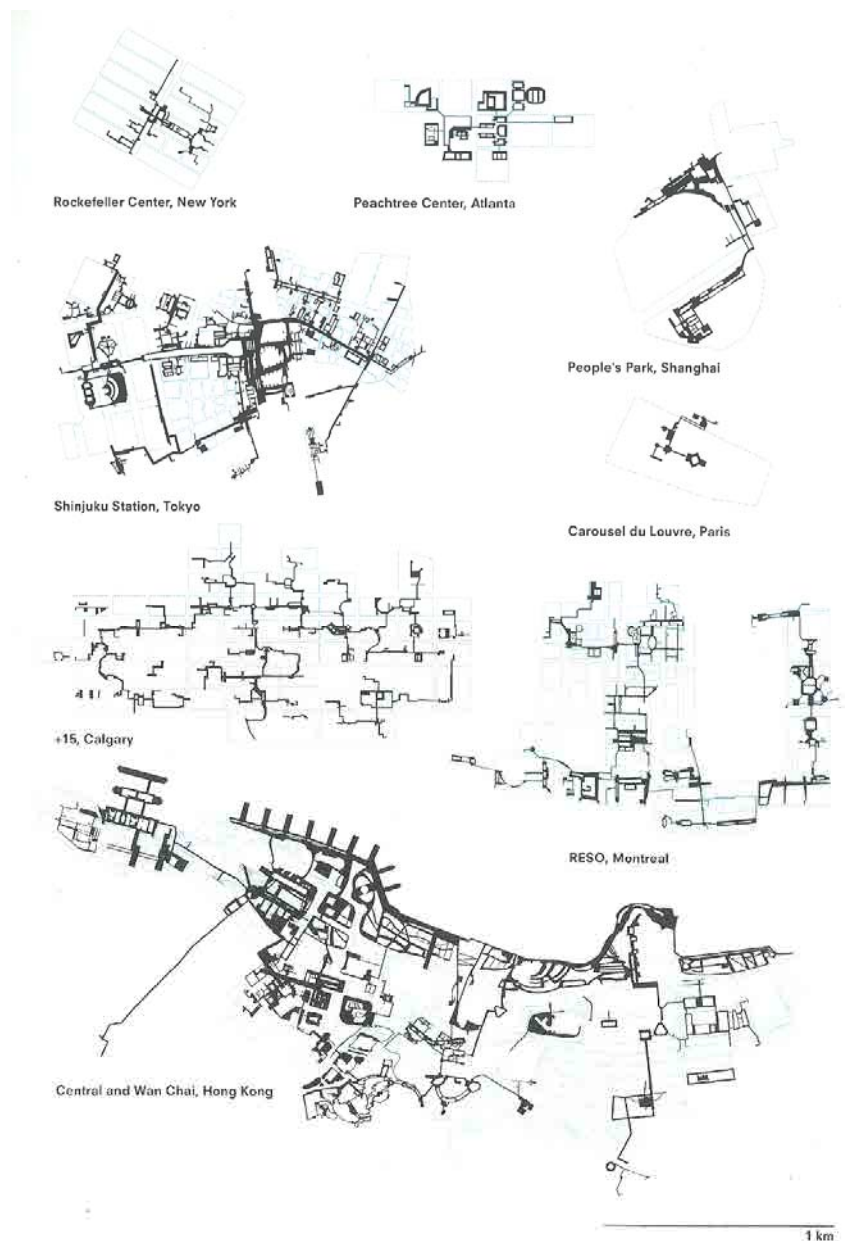 Rockefeller Center, New York
Peachtree Center, Atlanta
People's Park, Shanghai
Shinjuku Station, Tokyo
Carousel du Louvre, Paris
+15, Calgary
RESO, Montreal
Central and Wan Chai, Hong Kong
1 km